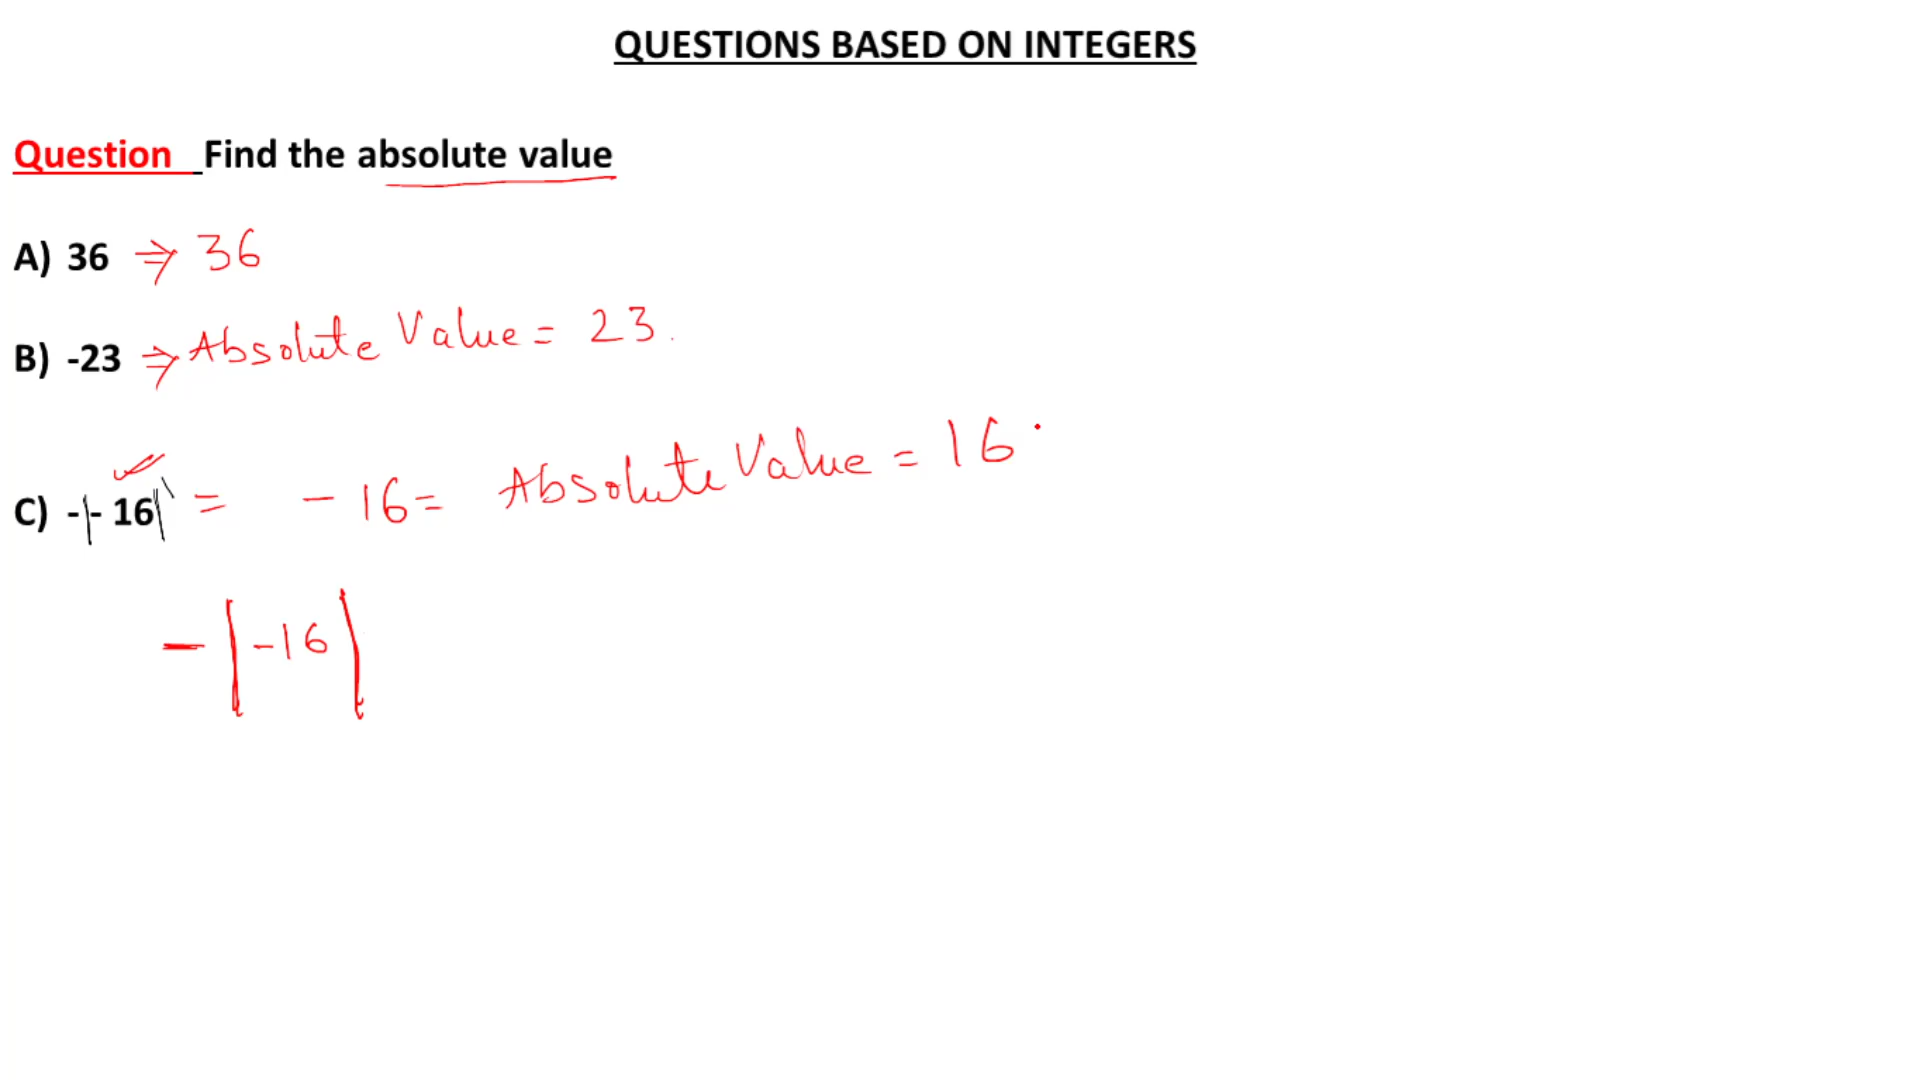 QUESTIONS BASED ON INTEGERS
Question Find the absolute value
A) 36 ⇒ 36
B) -23 ⇒ Absolute Value = 23.
C) -|- 16| = - 16 = Absolute Value = 16.
-|-16|